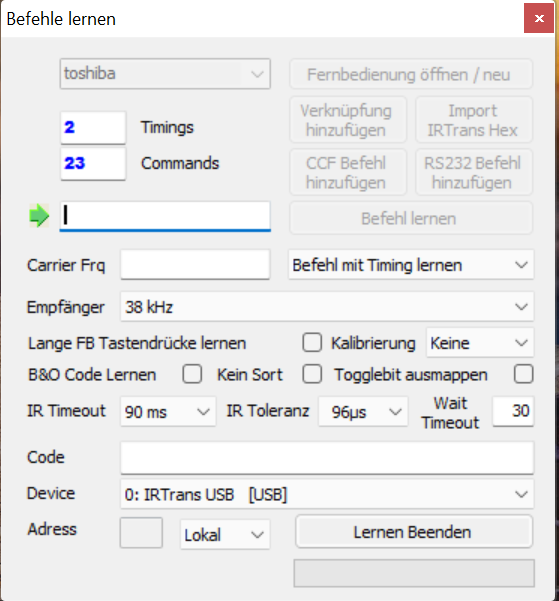 Befehle lernen
toshiba
Fernbedienung öffnen / neu
2 Timings
Verknüpfung
hinzufügen
Import
IRTrans Hex
23 Commands
CCF Befehl
hinzufügen
RS232 Befehl
hinzufügen
Befehl lernen
Carrier Frq
Befehl mit Timing lernen
Empfänger 38 kHz
Lange FB Tastendrücke lernen
Kalibrierung Keine
B&O Code Lernen Kein Sort Togglebit ausmappen
IR Timeout 90 ms IR Toleranz 96µs
Wait
Timeout
30
Code
Device 0: IRTrans USB [USB]
Adress Lokal Lernen Beenden